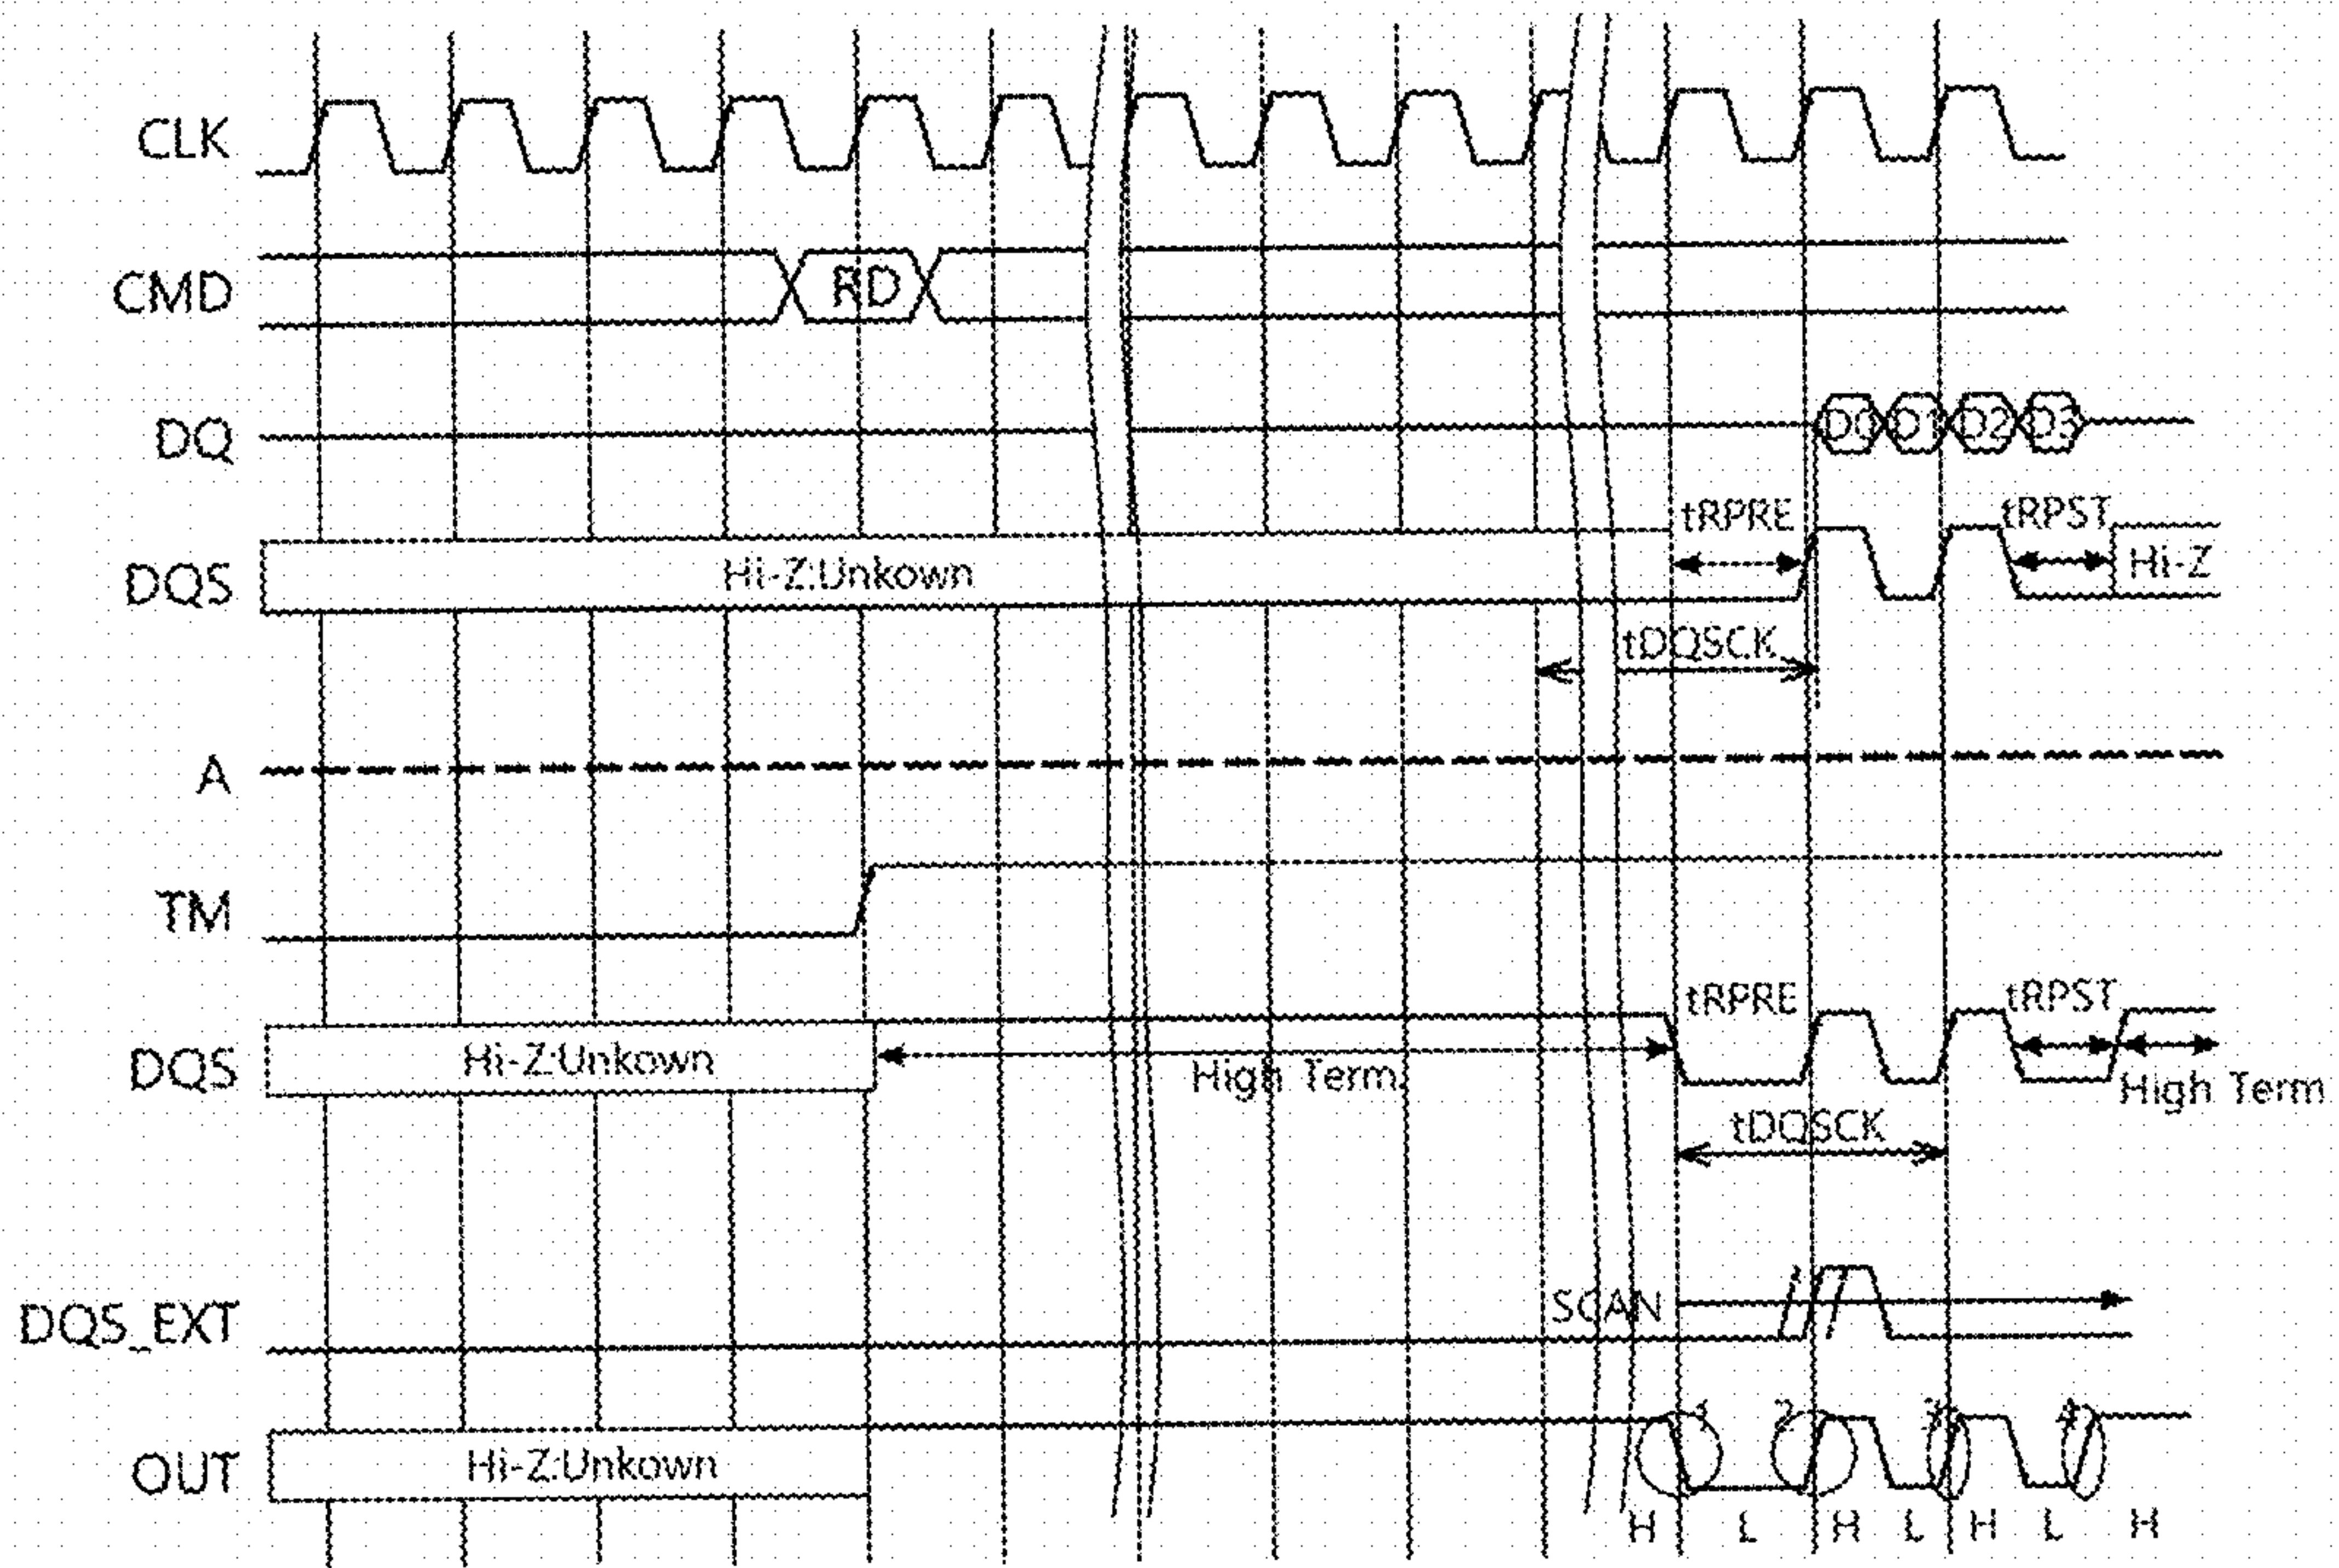 CLK
CMD RD
DQ D0 D1 D2 D3
tRPRE tRPST
DQS Hi-Z:Unkown Hi-Z
tDQSCK
A
TM
tRPRE tRPST
DQS Hi-Z:Unkown High Term. High Term
tDQSCK
DQS_EXT SCAN
1 2 3 4
OUT Hi-Z:Unkown
H L H L H L H